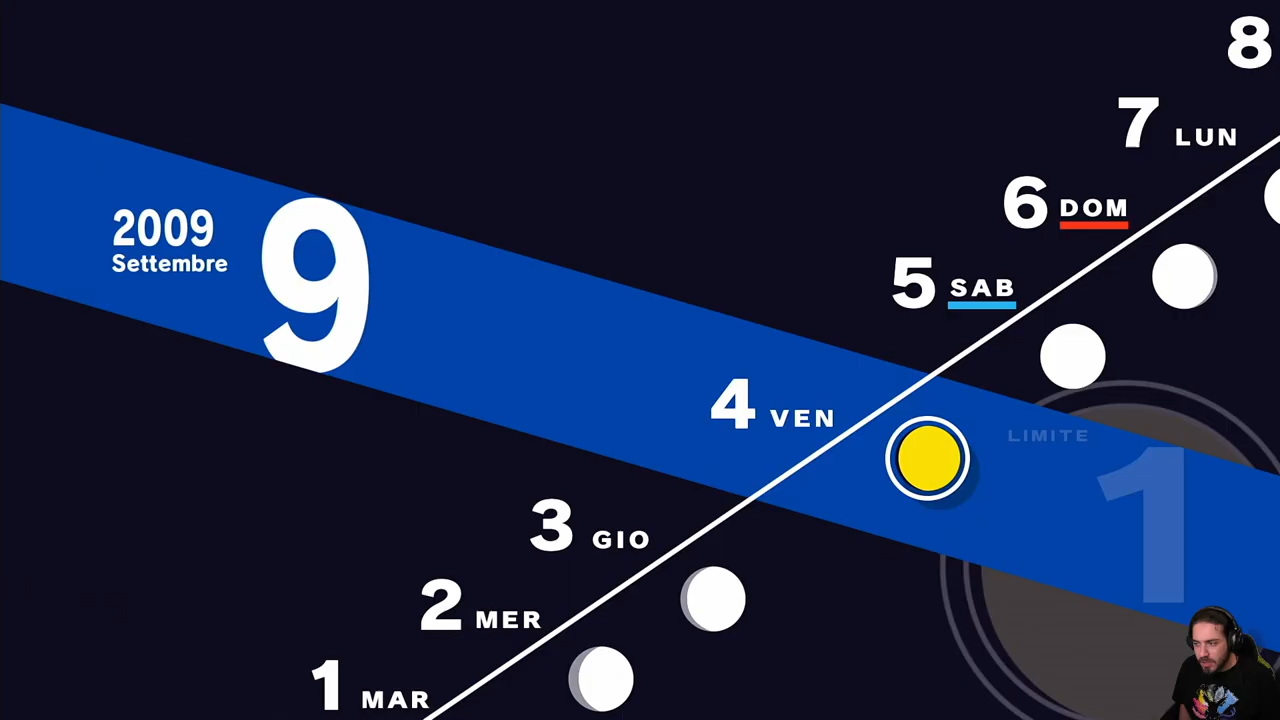 8
7 LUN
6 DOM
5 SAB
2009
Settembre
9
4 VEN
LIMITE
1
3 GIO
2 MER
1 MAR